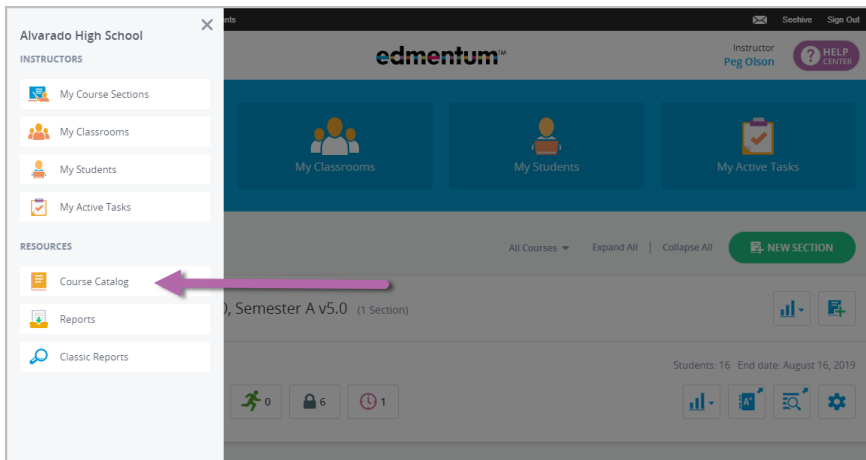 nts
Seehive Sign Out
Alvarado High School
INSTRUCTORS
edmentum™
Instructor
Peg Olson
? HELP CENTER
My Course Sections
My Classrooms
My Students
My Active Tasks
My Classrooms
My Students
My Active Tasks
RESOURCES
All Courses
Expand All | Collapse All
NEW SECTION
Course Catalog
Reports
Classic Reports
), Semester A v5.0 (1 Section)
Students: 16 End date: August 16, 2019
0
6
1
A+